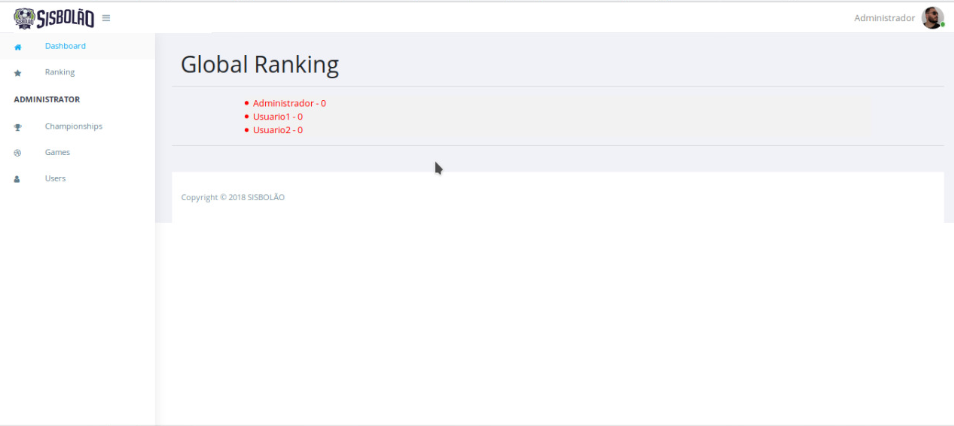 SISBOLÃO
Administrador
Dashboard
Ranking
ADMINISTRATOR
Championships
Games
Users
Global Ranking
Administrador - 0
Usuario1 - 0
Usuario2 - 0
Copyright © 2018 SISBOLÃO